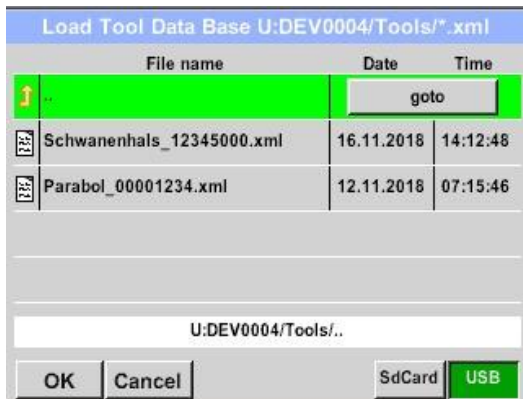 Load Tool Data Base U:DEV0004/Tools/*.xml
File name Date Time
.. goto
Schwanenhals_12345000.xml 16.11.2018 14:12:48
Parabol_00001234.xml 12.11.2018 07:15:46
U:DEV0004/Tools/..
OK Cancel SdCard USB